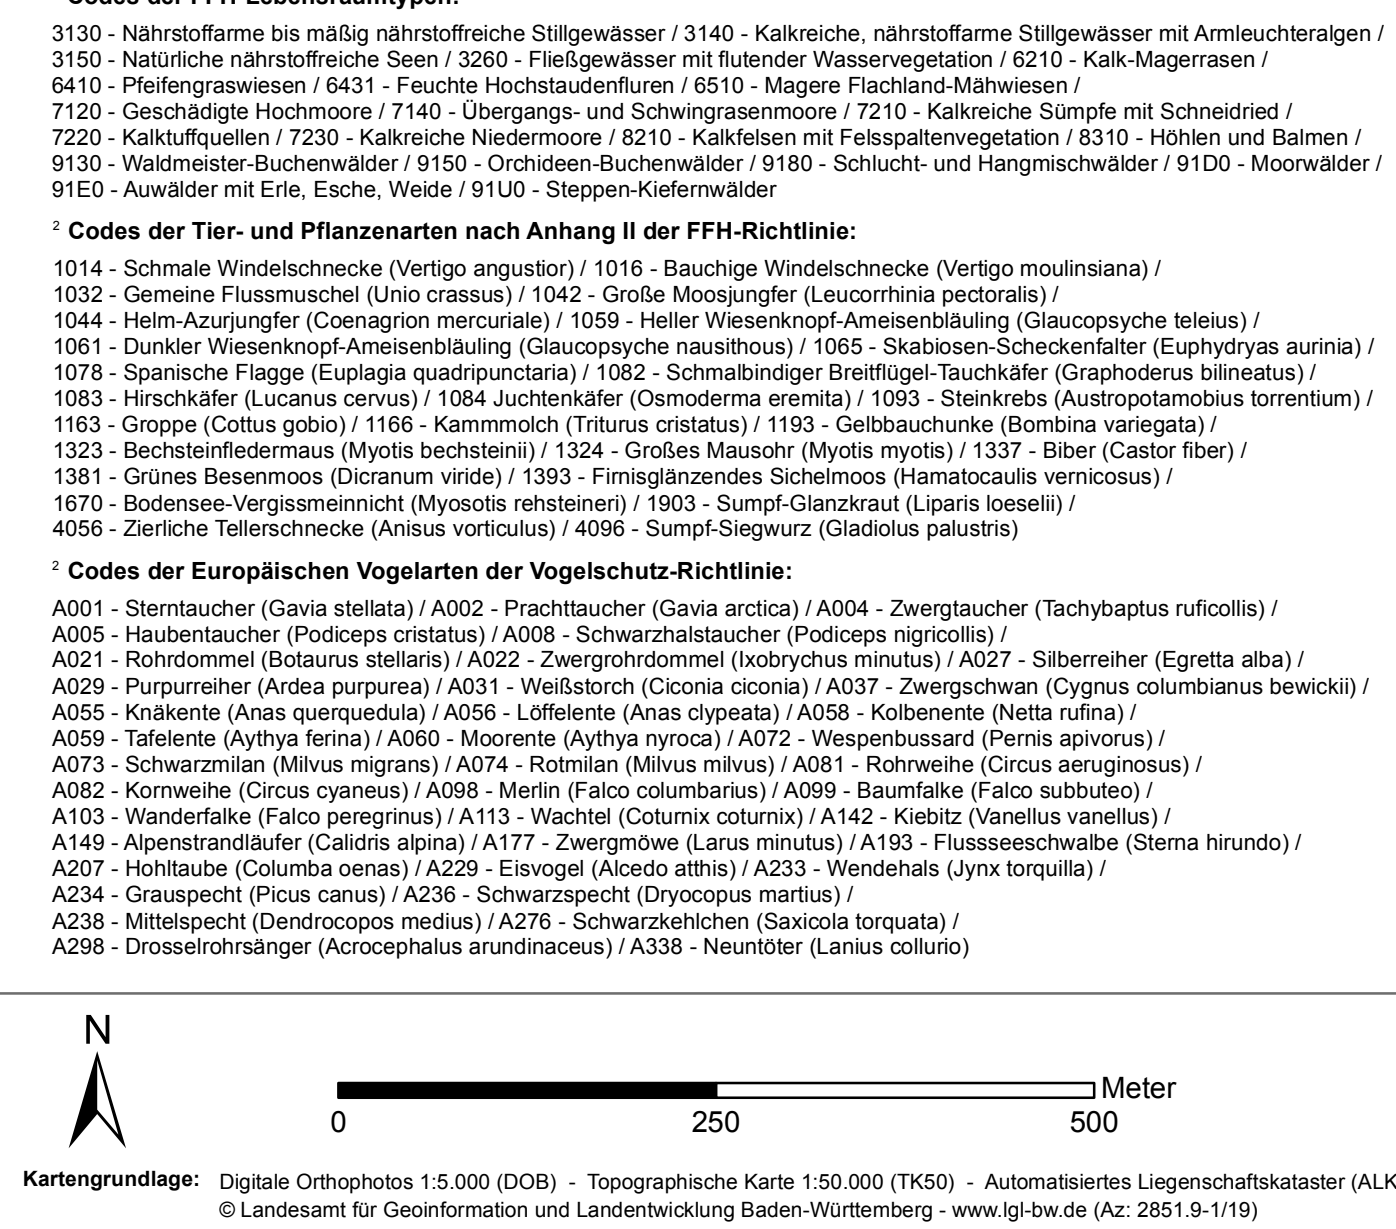 Codes der FFH-Lebensraumtypen:
3130 - Nährstoffarme bis mäßig nährstoffreiche Stillgewässer / 3140 - Kalkreiche, nährstoffarme Stillgewässer mit Armleuchteralgen /
3150 - Natürliche nährstoffreiche Seen / 3260 - Fließgewässer mit flutender Wasservegetation / 6210 - Kalk-Magerrasen /
6410 - Pfeifengraswiesen / 6431 - Feuchte Hochstaudenfluren / 6510 - Magere Flachland-Mähwiesen /
7120 - Geschädigte Hochmoore / 7140 - Übergangs- und Schwingrasenmoore / 7210 - Kalkreiche Sümpfe mit Schneidried /
7220 - Kalktuffquellen / 7230 - Kalkreiche Niedermoore / 8210 - Kalkfelsen mit Felsspaltenvegetation / 8310 - Höhlen und Balmen /
9130 - Waldmeister-Buchenwälder / 9150 - Orchideen-Buchenwälder / 9180 - Schlucht- und Hangmischwälder / 91D0 - Moorwälder /
91E0 - Auwälder mit Erle, Esche, Weide / 91U0 - Steppen-Kiefernwälder
2 Codes der Tier- und Pflanzenarten nach Anhang II der FFH-Richtlinie:
1014 - Schmale Windelschnecke (Vertigo angustior) / 1016 - Bauchige Windelschnecke (Vertigo moulinsiana) /
1032 - Gemeine Flussmuschel (Unio crassus) / 1042 - Große Moosjungfer (Leucorrhinia pectoralis) /
1044 - Helm-Azurjungfer (Coenagrion mercuriale) / 1059 - Heller Wiesenknopf-Ameisenbläuling (Glaucopsyche teleius) /
1061 - Dunkler Wiesenknopf-Ameisenbläuling (Glaucopsyche nausithous) / 1065 - Skabiosen-Scheckenfalter (Euphydryas aurinia) /
1078 - Spanische Flagge (Euplagia quadripunctaria) / 1082 - Schmalbindiger Breitflügel-Tauchkäfer (Graphoderus bilineatus) /
1083 - Hirschkäfer (Lucanus cervus) / 1084 Juchtenkäfer (Osmoderma eremita) / 1093 - Steinkrebs (Austropotamobius torrentium) /
1163 - Groppe (Cottus gobio) / 1166 - Kammmolch (Triturus cristatus) / 1193 - Gelbbauchunke (Bombina variegata) /
1323 - Bechsteinfledermaus (Myotis bechsteinii) / 1324 - Großes Mausohr (Myotis myotis) / 1337 - Biber (Castor fiber) /
1381 - Grünes Besenmoos (Dicranum viride) / 1393 - Firnisglänzendes Sichelmoos (Hamatocaulis vernicosus) /
1670 - Bodensee-Vergissmeinnicht (Myosotis rehsteineri) / 1903 - Sumpf-Glanzkraut (Liparis loeselii) /
4056 - Zierliche Tellerschnecke (Anisus vorticulus) / 4096 - Sumpf-Siegwurz (Gladiolus palustris)
2 Codes der Europäischen Vogelarten der Vogelschutz-Richtlinie:
A001 - Sterntaucher (Gavia stellata) / A002 - Prachttaucher (Gavia arctica) / A004 - Zwergtaucher (Tachybaptus ruficollis) /
A005 - Haubentaucher (Podiceps cristatus) / A008 - Schwarzhalstaucher (Podiceps nigricollis) /
A021 - Rohrdommel (Botaurus stellaris) / A022 - Zwergrohrdommel (Ixobrychus minutus) / A027 - Silberreiher (Egretta alba) /
A029 - Purpurreiher (Ardea purpurea) / A031 - Weißstorch (Ciconia ciconia) / A037 - Zwergschwan (Cygnus columbianus bewickii) /
A055 - Knäkente (Anas querquedula) / A056 - Löffelente (Anas clypeata) / A058 - Kolbenente (Netta rufina) /
A059 - Tafelente (Aythya ferina) / A060 - Moorente (Aythya nyroca) / A072 - Wespenbussard (Pernis apivorus) /
A073 - Schwarzmilan (Milvus migrans) / A074 - Rotmilan (Milvus milvus) / A081 - Rohrweihe (Circus aeruginosus) /
A082 - Kornweihe (Circus cyaneus) / A098 - Merlin (Falco columbarius) / A099 - Baumfalke (Falco subbuteo) /
A103 - Wanderfalke (Falco peregrinus) / A113 - Wachtel (Coturnix coturnix) / A142 - Kiebitz (Vanellus vanellus) /
A149 - Alpenstrandläufer (Calidris alpina) / A177 - Zwergmöwe (Larus minutus) / A193 - Flussseeschwalbe (Sterna hirundo) /
A207 - Hohltaube (Columba oenas) / A229 - Eisvogel (Alcedo atthis) / A233 - Wendehals (Jynx torquilla) /
A234 - Grauspecht (Picus canus) / A236 - Schwarzspecht (Dryocopus martius) /
A238 - Mittelspecht (Dendrocopos medius) / A276 - Schwarzkehlchen (Saxicola torquata) /
A298 - Drosselrohrsänger (Acrocephalus arundinaceus) / A338 - Neuntöter (Lanius collurio)
N
Meter
0 250 500
Kartengrundlage: Digitale Orthophotos 1:5.000 (DOB) - Topographische Karte 1:50.000 (TK50) - Automatisiertes Liegenschaftskataster (ALK
© Landesamt für Geoinformation und Landentwicklung Baden-Württemberg - www.lgl-bw.de (Az: 2851.9-1/19)